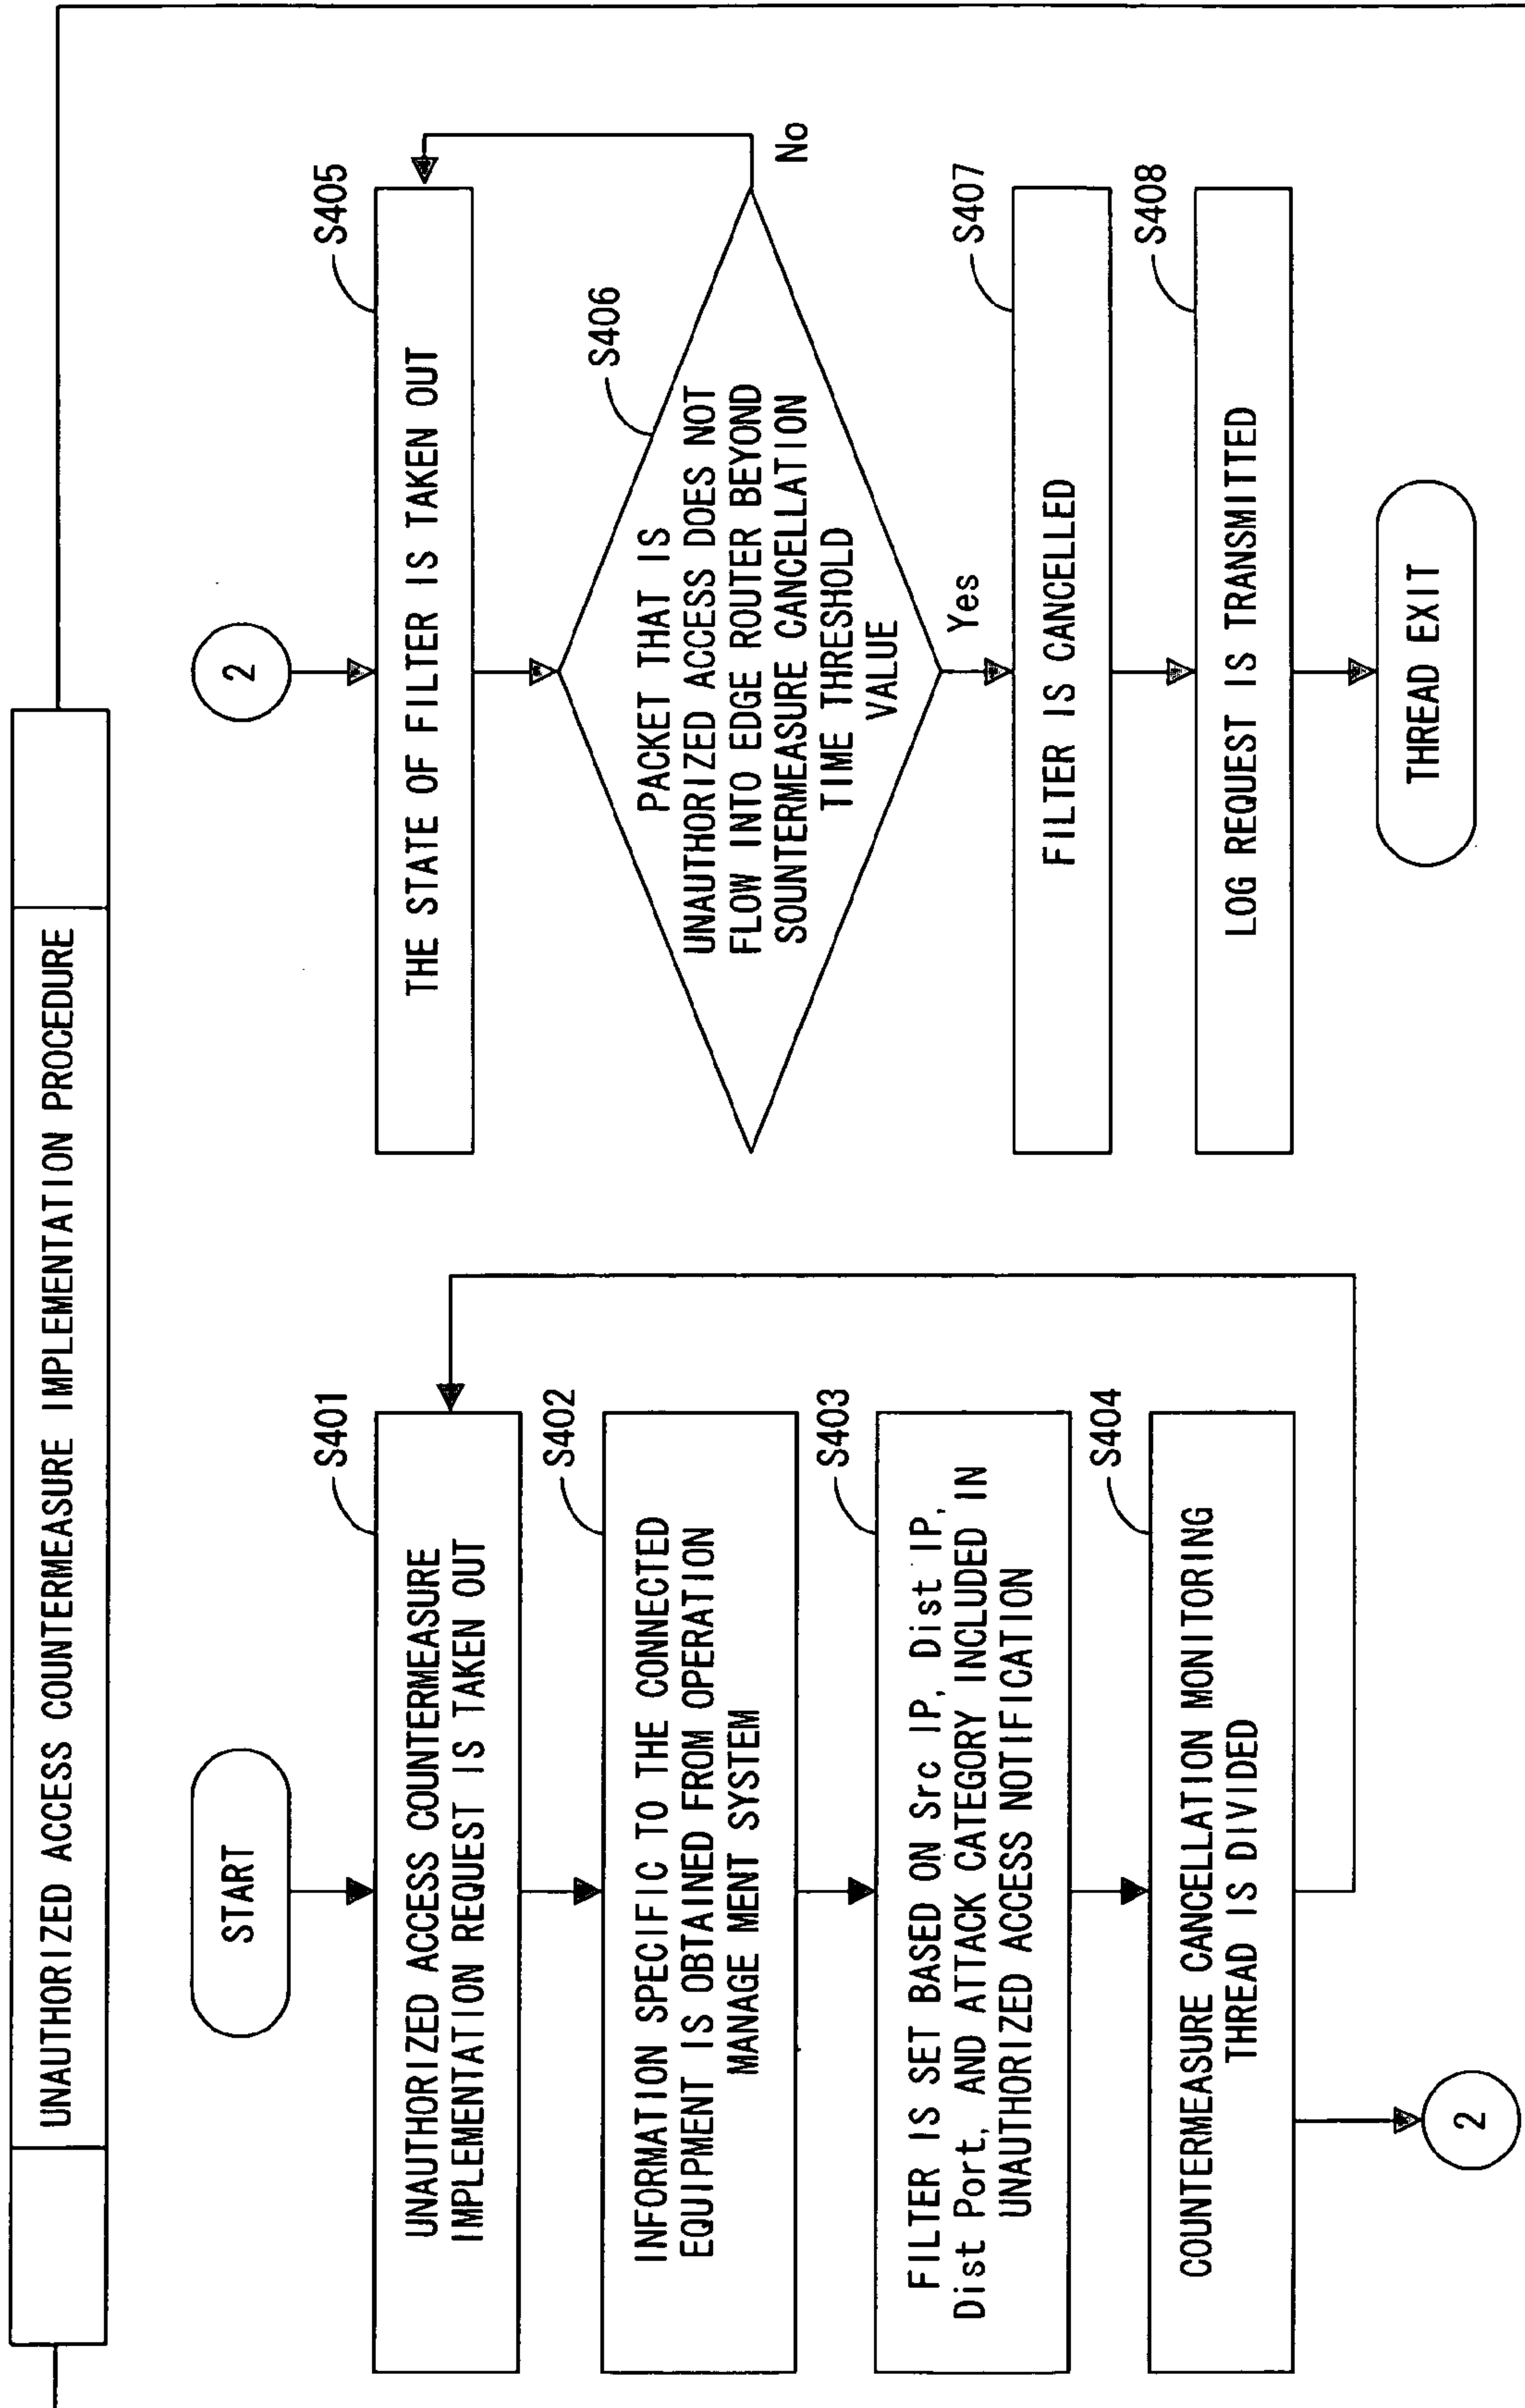 UNAUTHORIZED ACCESS COUNTERMEASURE IMPLEMENTATION PROCEDURE
START
S401
UNAUTHORIZED ACCESS COUNTERMEASURE
IMPLEMENTATION REQUEST IS TAKEN OUT
S402
INFORMATION SPECIFIC TO THE CONNECTED
EQUIPMENT IS OBTAINED FROM OPERATION
MANAGE MENT SYSTEM
S403
FILTER IS SET BASED ON Src IP, Dist IP,
Dist Port, AND ATTACK CATEGORY INCLUDED IN
UNAUTHORIZED ACCESS NOTIFICATION
S404
COUNTERMEASURE CANCELLATION MONITORING
THREAD IS DIVIDED
2
2
S405
THE STATE OF FILTER IS TAKEN OUT
S406
PACKET THAT IS
UNAUTHORIZED ACCESS DOES NOT
FLOW INTO EDGE ROUTER BEYOND
SOUNTERMEASURE CANCELLATION
TIME THRESHOLD
VALUE
No
Yes
S407
FILTER IS CANCELLED
S408
LOG REQUEST IS TRANSMITTED
THREAD EXIT